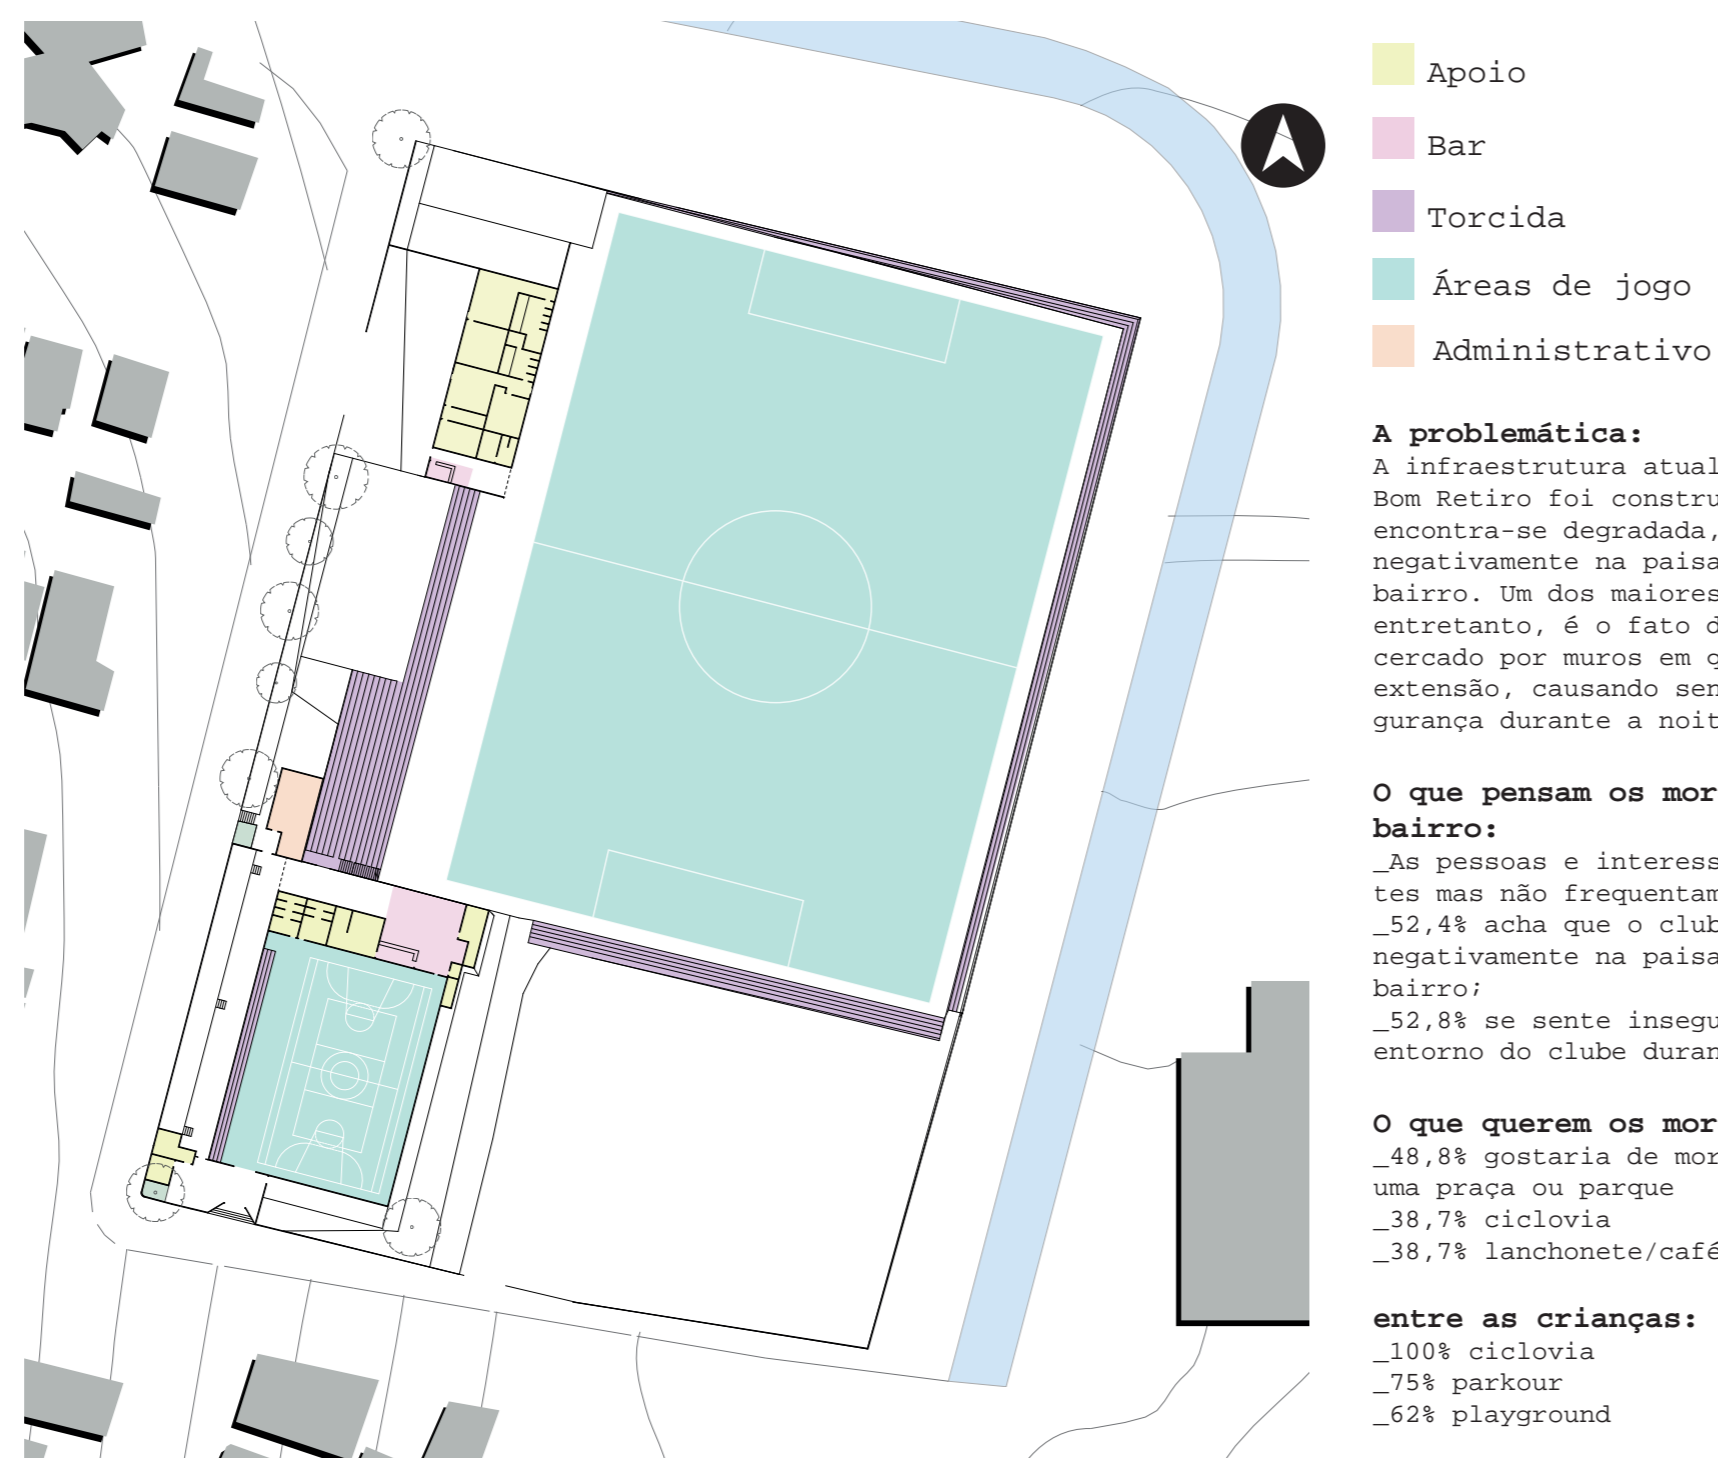 Apoio
Bar
Torcida
Áreas de jogo
Administrativo
A problemática:
A infraestrutura atual
Bom Retiro foi constru
encontra-se degradada,
negativamente na paisa
bairro. Um dos maiores
entretanto, é o fato d
cercado por muros em q
extensão, causando sen
gurança durante a noit
O que pensam os mor
bairro:
_As pessoas e interess
tes mas não frequentam
_52,4% acha que o club
negativamente na paisa
bairro;
_52,8% se sente insegu
entorno do clube duran
O que querem os mor
_48,8% gostaria de mor
uma praça ou parque
_38,7% ciclovia
_38,7% lanchonete/café
entre as crianças:
_100% ciclovia
_75% parkour
_62% playground